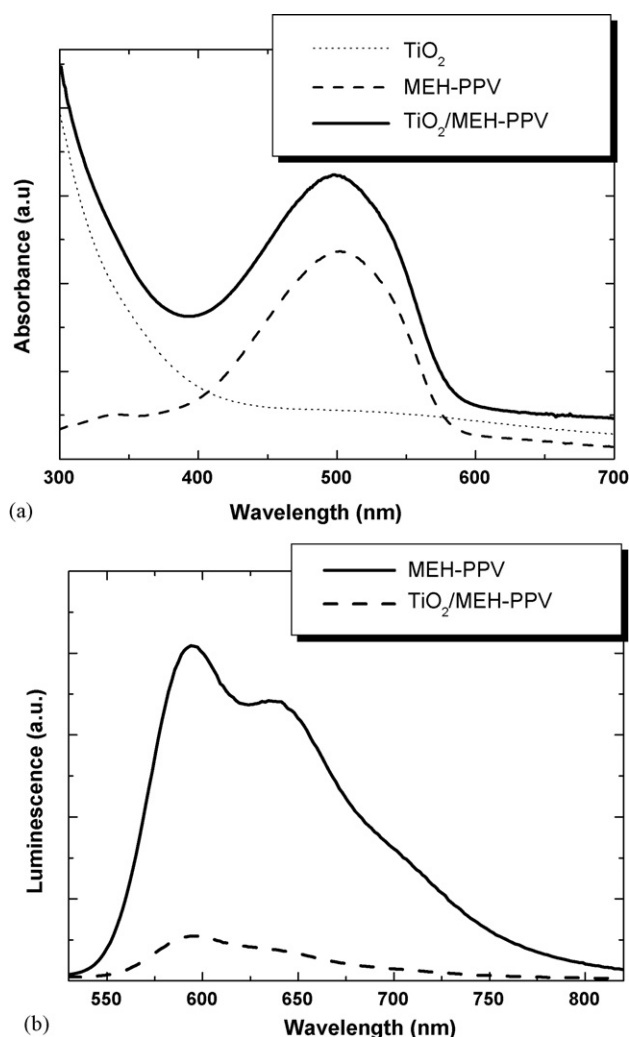 TiO₂
MEH-PPV
TiO₂/MEH-PPV
Absorbance (a.u)
300 400 500 600 700
(a)
Wavelength (nm)
MEH-PPV
TiO₂/MEH-PPV
Luminescence (a.u.)
550 600 650 700 750 800
(b)
Wavelength (nm)